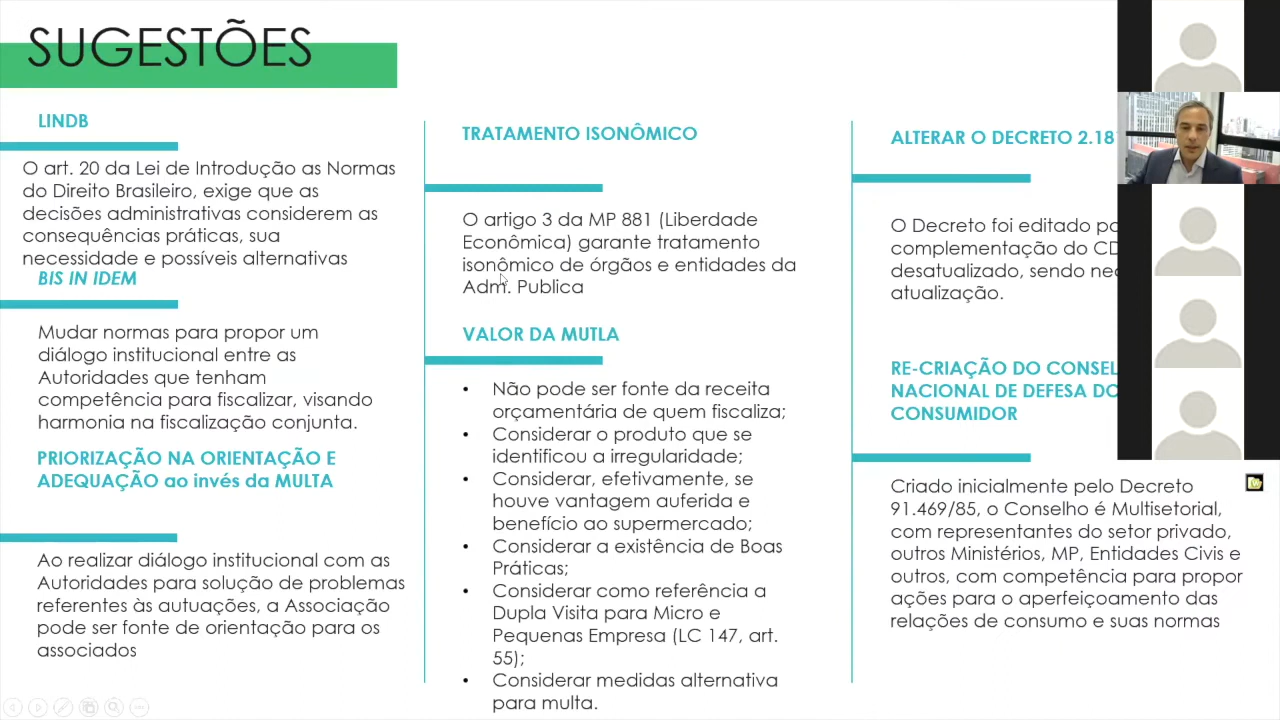 SUGESTÕES
LINDB
O art. 20 da Lei de Introdução as Normas
do Direito Brasileiro, exige que as
decisões administrativas considerem as
consequências práticas, sua
necessidade e possíveis alternativas
BIS IN IDEM
Mudar normas para propor um
diálogo institucional entre as
Autoridades que tenham
competência para fiscalizar, visando
harmonia na fiscalização conjunta.
PRIORIZAÇÃO NA ORIENTAÇÃO E
ADEQUAÇÃO ao invés da MULTA
Ao realizar diálogo institucional com as
Autoridades para solução de problemas
referentes às autuações, a Associação
pode ser fonte de orientação para os
associados
TRATAMENTO ISONÔMICO
O artigo 3 da MP 881 (Liberdade
Econômica) garante tratamento
isonômico de órgãos e entidades da
Adm. Publica
VALOR DA MUTLA
• Não pode ser fonte da receita
orçamentária de quem fiscaliza;
• Considerar o produto que se
identificou a irregularidade;
• Considerar, efetivamente, se
houve vantagem auferida e
benefício ao supermercado;
• Considerar a existência de Boas
Práticas;
• Considerar como referência a
Dupla Visita para Micro e
Pequenas Empresa (LC 147, art.
55);
• Considerar medidas alternativa
para multa.
ALTERAR O DECRETO 2.18
O Decreto foi editado
complementação do
desatualizado, sendo
atualização.
RE-CRIAÇÃO DO
NACIONAL DE DEFESA DO
CONSUMIDOR
Criado inicialmente pelo Decreto
91.469/85, o Conselho é Multisetorial,
com representantes do setor privado,
outros Ministérios, MP, Entidades Civis e
outros, com competência para propor
ações para o aperfeiçoamento das
relações de consumo e suas normas